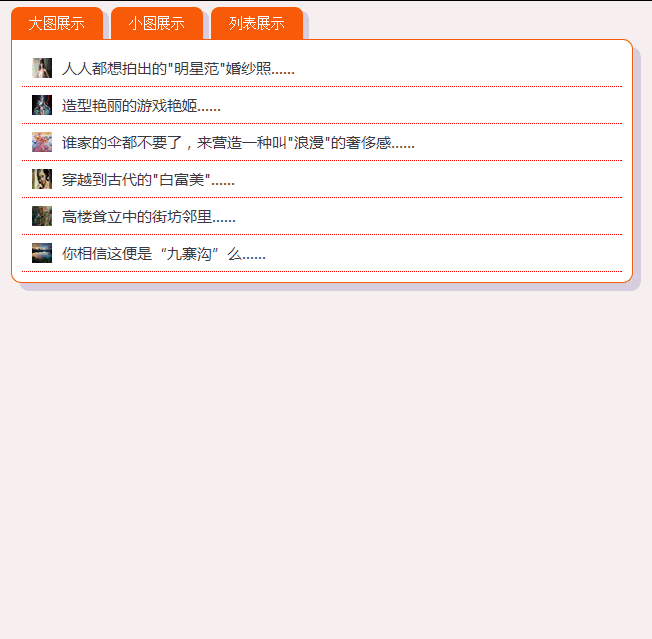 大图展示 小图展示 列表展示
人人都想拍出的"明星范"婚纱照......
造型艳丽的游戏艳姬......
谁家的伞都不要了，来营造一种叫"浪漫"的奢侈感......
穿越到古代的"白富美"......
高楼耸立中的街坊邻里......
你相信这便是“九寨沟”么......